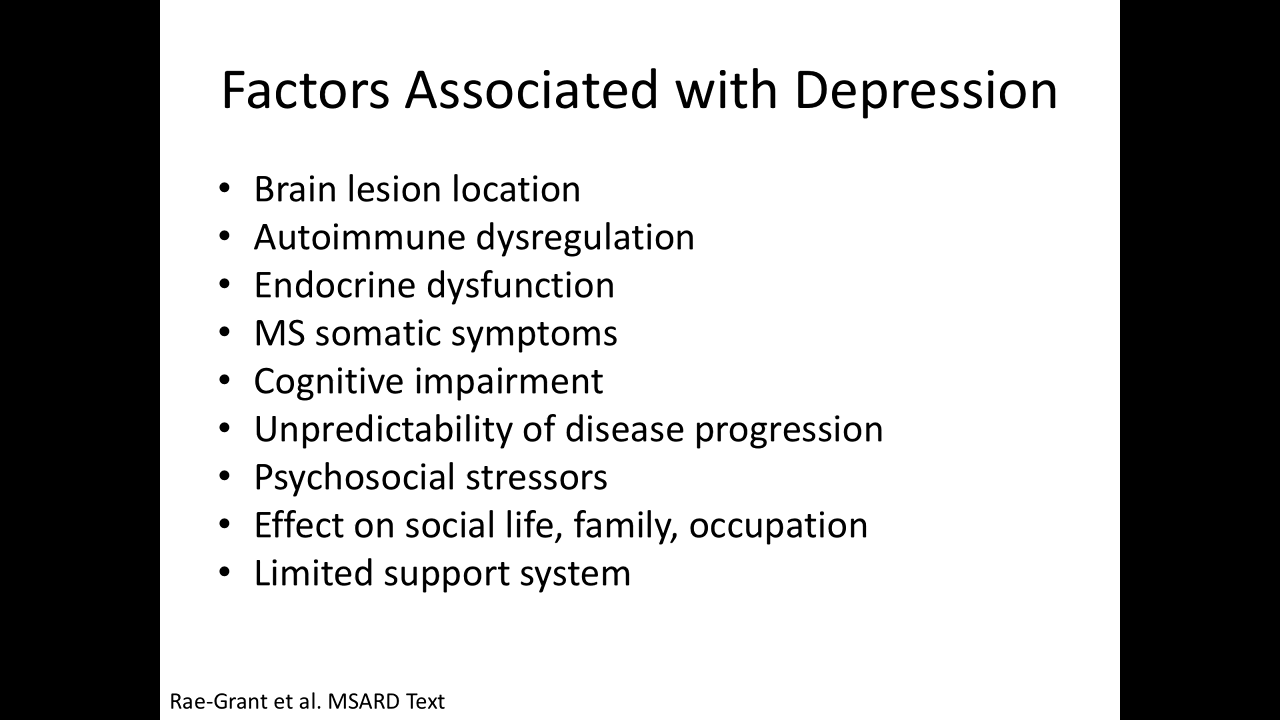 Factors Associated with Depression
• Brain lesion location
• Autoimmune dysregulation
• Endocrine dysfunction
• MS somatic symptoms
• Cognitive impairment
• Unpredictability of disease progression
• Psychosocial stressors
• Effect on social life, family, occupation
• Limited support system
Rae-Grant et al. MSARD Text